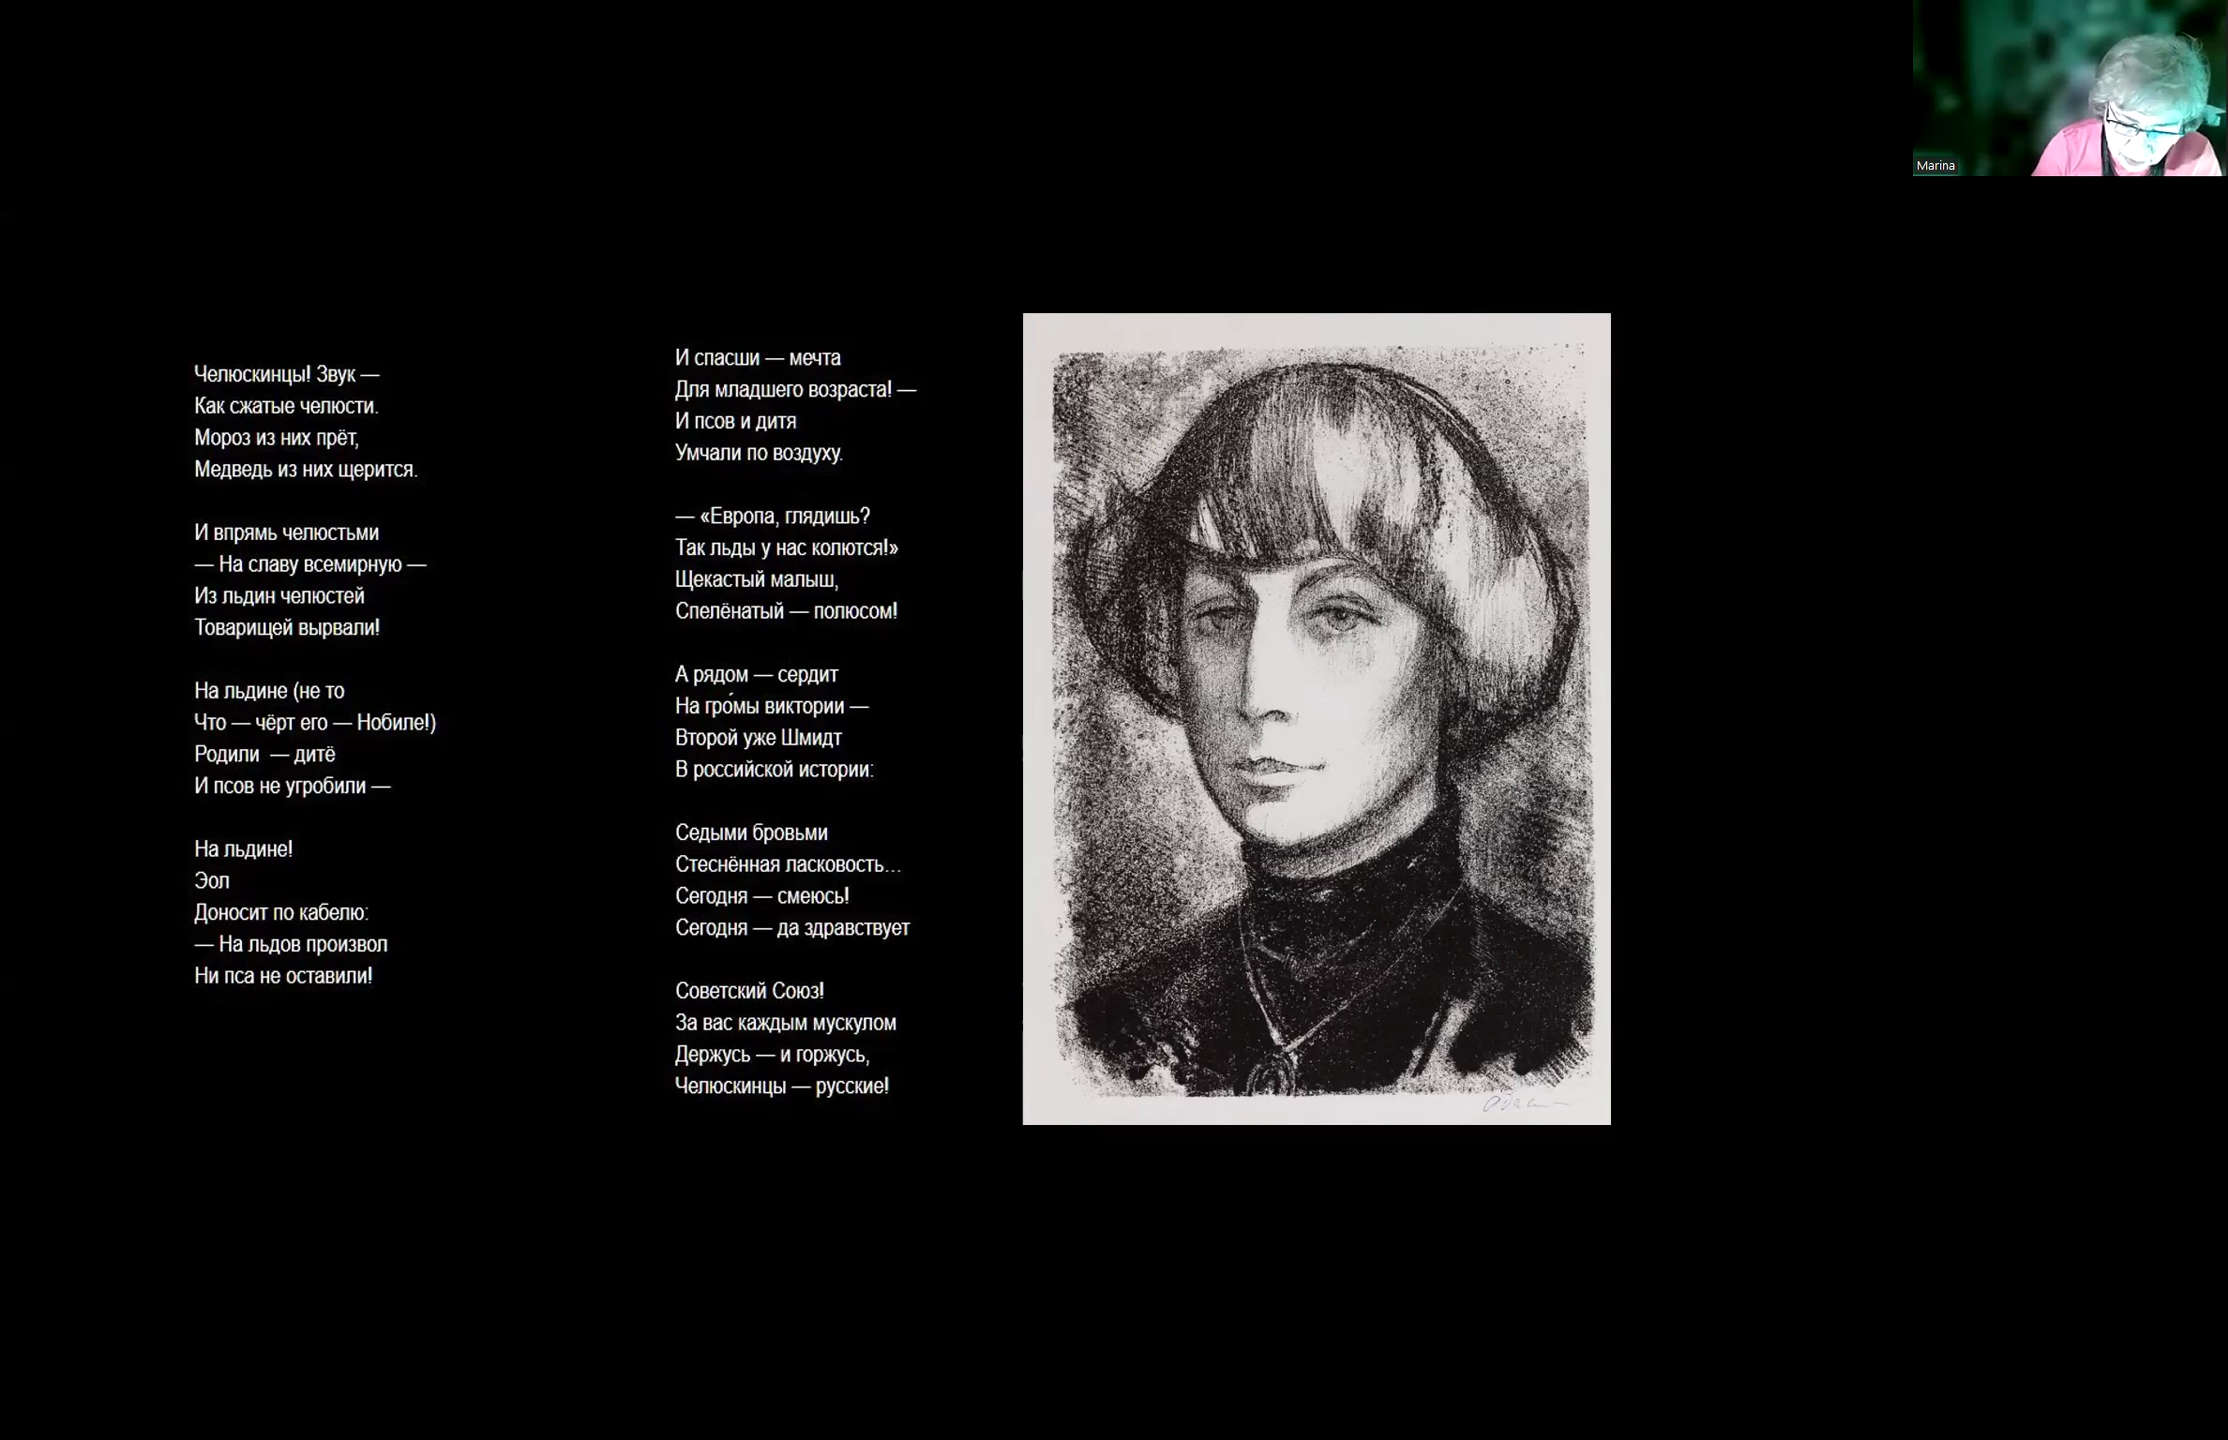 Челюскинцы! Звук —
Как сжатые челюсти.
Мороз из них прёт,
Медведь из них щерится.
И впрямь челюстьми
— На славу всемирную —
Из льдин челюстей
Товарищей вырвали!
На льдине (не то
Что — чёрт его — Нобиле!)
Родили — дитё
И псов не угробили —
На льдине!
Эол
Доносит по кабелю:
— На льдов произвол
Ни пса не оставили!
И спасши — мечта
Для младшего возраста! —
И псов и дитя
Умчали по воздуху.
— «Европа, глядишь?
Так льды у нас колются!»
Щекастый малыш,
Спелёнатый — полюсом!
А рядом — сердит
На гро́мы виктории —
Второй уже Шмидт
В российской истории:
Седыми бровьми
Стеснённая ласковость...
Сегодня — смеюсь!
Сегодня — да здравствует
Советский Союз!
За вас каждым мускулом
Держусь — и горжусь,
Челюскинцы — русские!
Marina